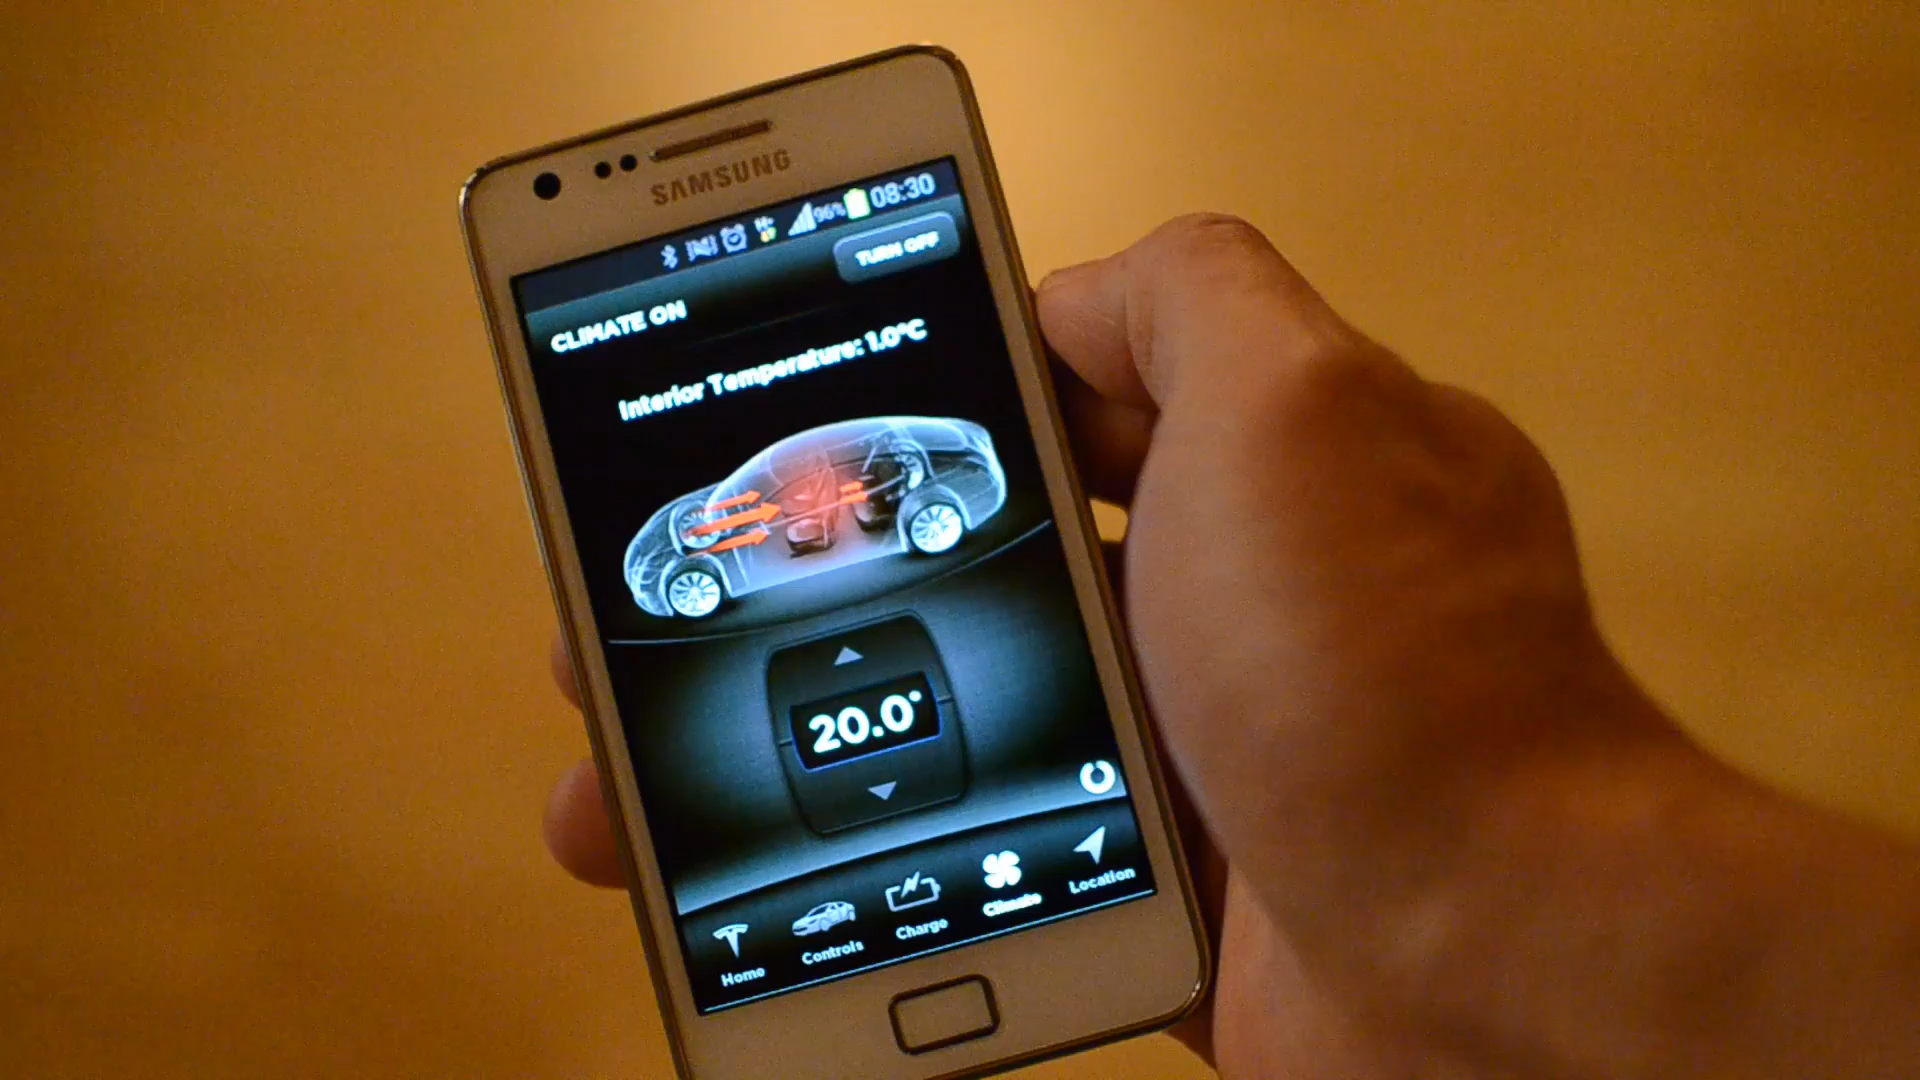 SAMSUNG
96% 08:30
TURN OFF
CLIMATE ON
Interior Temperature: 1.0°C
20.0°
Home Controls Charge Climate Location